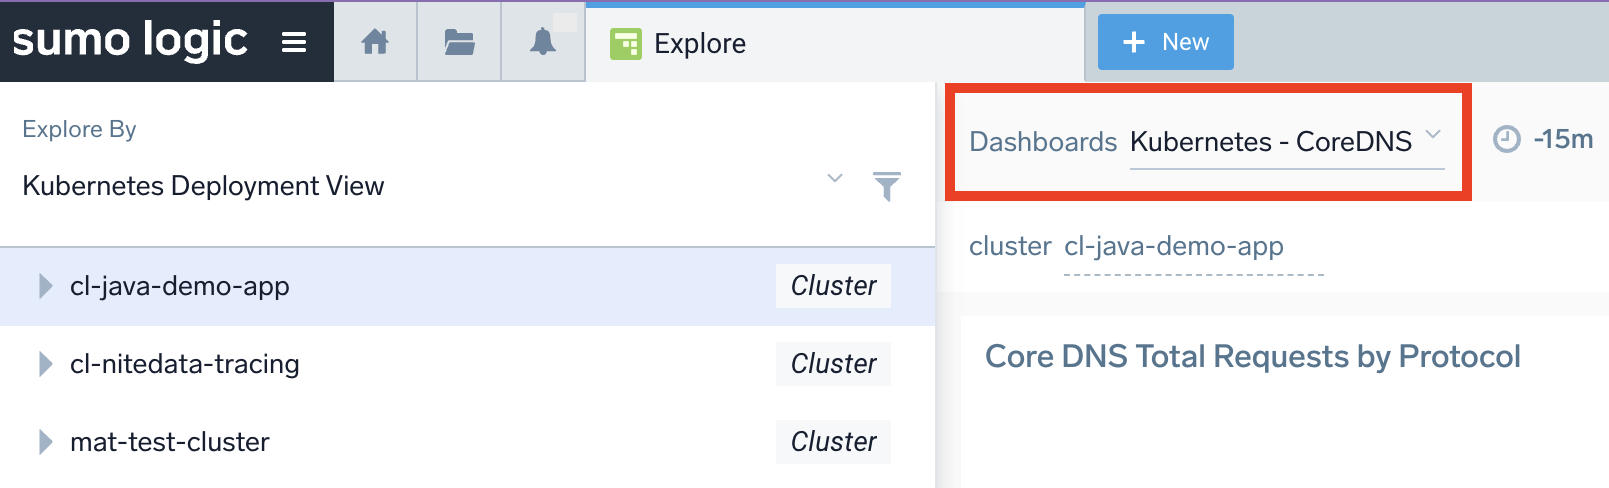 sumo logic
Explore
+ New
Explore By
Kubernetes Deployment View
cl-java-demo-app Cluster
cl-nitedata-tracing Cluster
mat-test-cluster Cluster
Dashboards Kubernetes - CoreDNS
-15m
cluster cl-java-demo-app
Core DNS Total Requests by Protocol